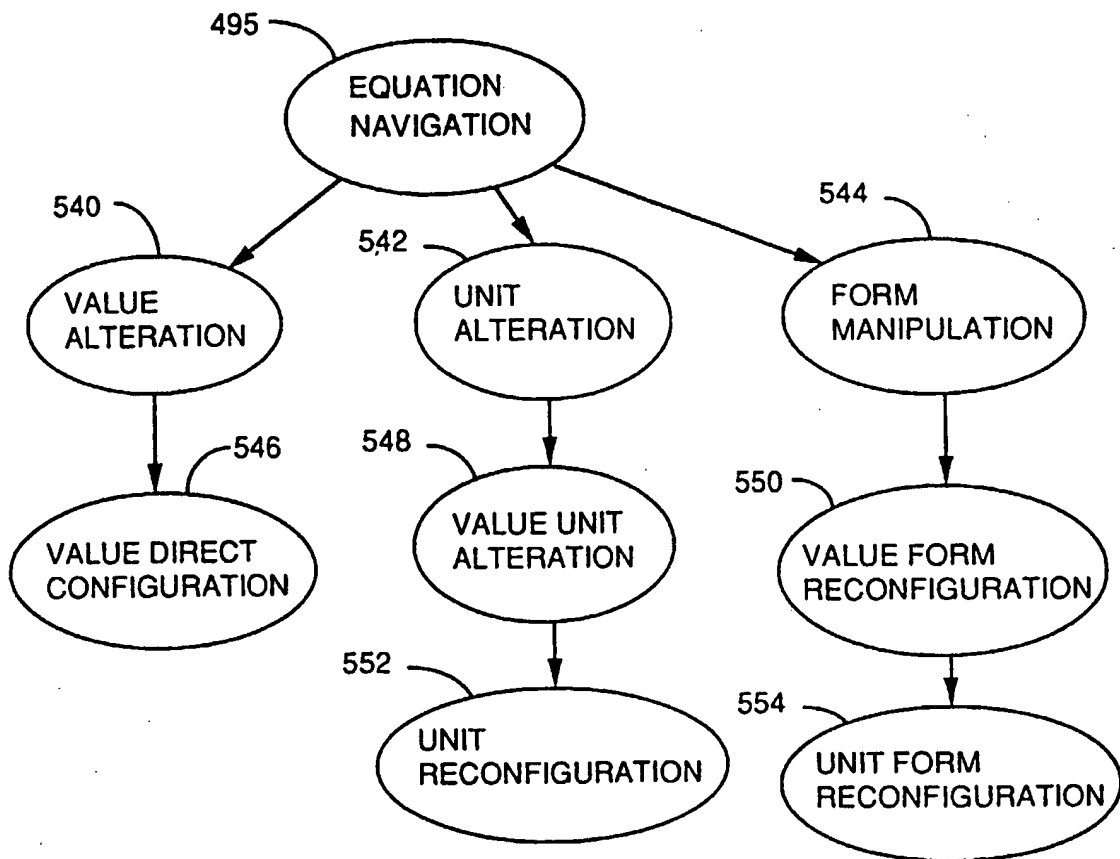 495
EQUATION
NAVIGATION
540
VALUE
ALTERATION
542
UNIT
ALTERATION
544
FORM
MANIPULATION
546
VALUE DIRECT
CONFIGURATION
548
VALUE UNIT
ALTERATION
550
VALUE FORM
RECONFIGURATION
552
UNIT
RECONFIGURATION
554
UNIT FORM
RECONFIGURATION